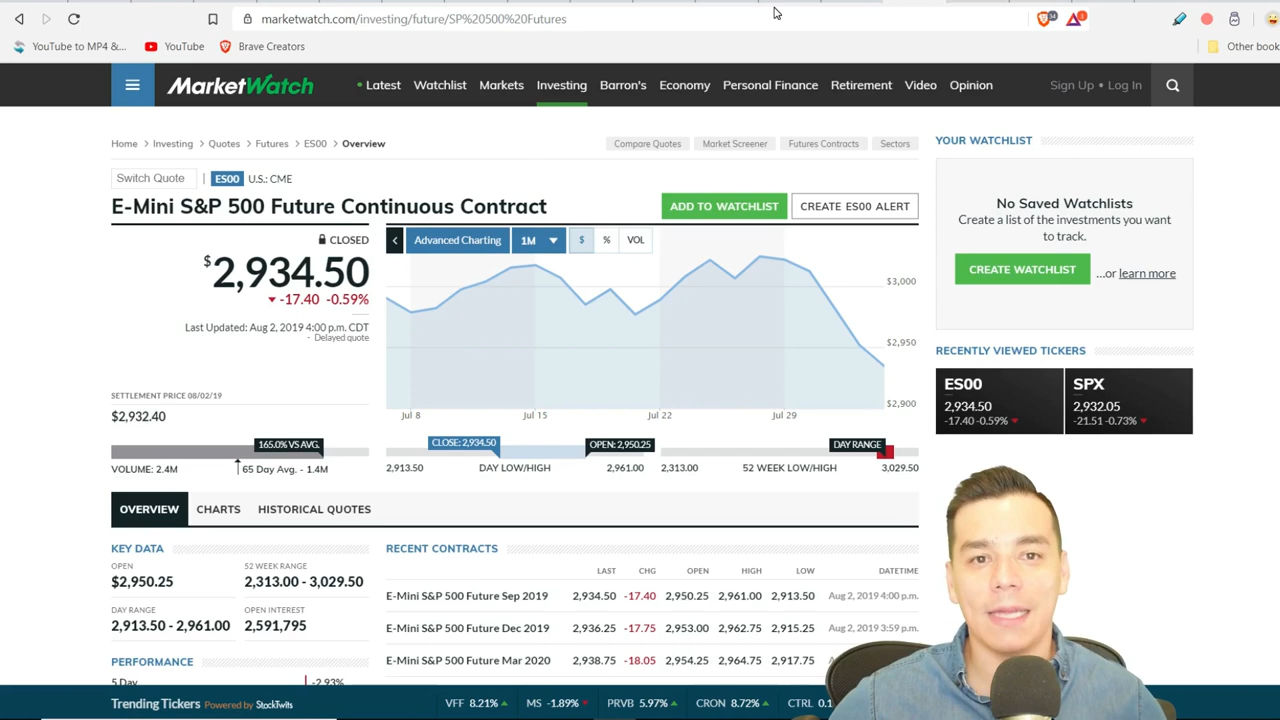 marketwatch.com/investing/future/SP%20500%20Futures
YouTube to MP4 &... YouTube Brave Creators Other book
MarketWatch Latest Watchlist Markets Investing Barron's Economy Personal Finance Retirement Video Opinion Sign Up • Log In
Home > Investing > Quotes > Futures > ES00 > Overview
Compare Quotes Market Screener Futures Contracts Sectors
Switch Quote | ES00 U.S.: CME
E-Mini S&P 500 Future Continuous Contract
ADD TO WATCHLIST CREATE ES00 ALERT
CLOSED
$2,934.50
-17.40 -0.59%
Last Updated: Aug 2, 2019 4:00 p.m. CDT
- Delayed quote
SETTLEMENT PRICE 08/02/19
$2,932.40
165.0% VS AVG.
VOLUME: 2.4M 65 Day Avg. - 1.4M
Advanced Charting 1M $ % VOL
$3,000
$2,950
$2,900
Jul 8 Jul 15 Jul 22 Jul 29
CLOSE: 2,934.50 OPEN: 2,950.25 DAY RANGE
2,913.50 DAY LOW/HIGH 2,961.00 2,313.00 52 WEEK LOW/HIGH 3,029.50
YOUR WATCHLIST
No Saved Watchlists
Create a list of the investments you
want to track.
CREATE WATCHLIST ...or learn more
RECENTLY VIEWED TICKERS
ES00 SPX
2,934.50 2,932.05
-17.40 -0.59% -21.51 -0.73%
OVERVIEW CHARTS HISTORICAL QUOTES
KEY DATA
OPEN 52 WEEK RANGE
$2,950.25 2,313.00 - 3,029.50
DAY RANGE OPEN INTEREST
2,913.50 - 2,961.00 2,591,795
PERFORMANCE
5 Day -2.93%
RECENT CONTRACTS
LAST CHG OPEN HIGH LOW DATETIME
E-Mini S&P 500 Future Sep 2019 2,934.50 -17.40 2,950.25 2,961.00 2,913.50 Aug 2, 2019 4:00 p.m.
E-Mini S&P 500 Future Dec 2019 2,936.25 -17.75 2,953.00 2,962.75 2,915.25 Aug 2, 2019 3:59 p.m.
E-Mini S&P 500 Future Mar 2020 2,938.75 -18.05 2,954.25 2,964.75 2,917.75 Aug 2, 2019 4:00 p.m.
Trending Tickers Powered by StockTwits VFF 8.21% MS -1.89% PRVB 5.97% CRON 8.72% CTRL 0.1